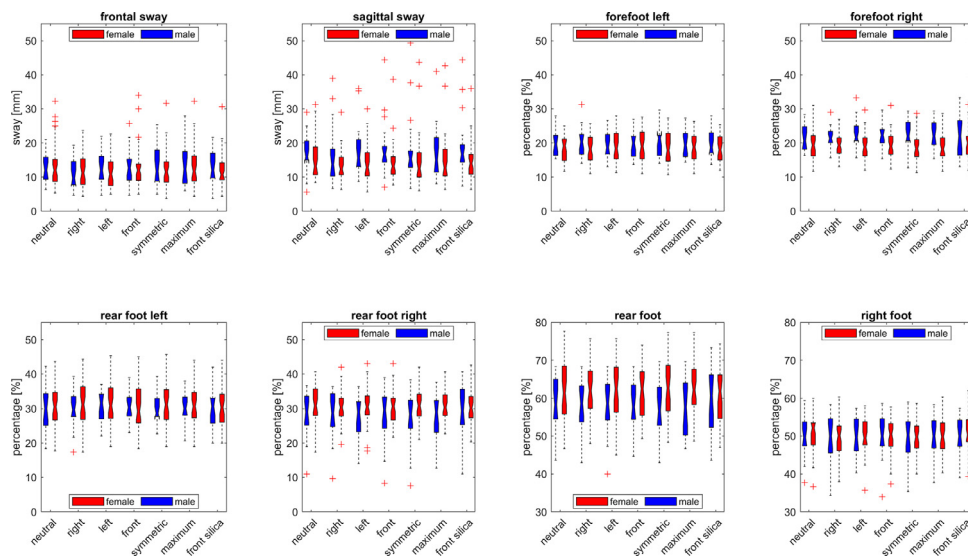 frontal sway
female male
sway [mm]
50
40
30
20
10
0
neutral
right
left
front
symmetric
maximum
front silica
sagittal sway
female male
sway [mm]
50
40
30
20
10
0
neutral
right
left
front
symmetric
maximum
front silica
forefoot left
female male
percentage [%]
50
40
30
20
10
0
neutral
right
left
front
symmetric
maximum
front silica
forefoot right
female male
percentage [%]
50
40
30
20
10
0
neutral
right
left
front
symmetric
maximum
front silica
rear foot left
percentage [%]
50
40
30
20
10
0
female male
neutral
right
left
front
symmetric
maximum
front silica
rear foot right
female male
percentage [%]
50
40
30
20
10
0
neutral
right
left
front
symmetric
maximum
front silica
rear foot
percentage [%]
80
70
60
50
40
30
female male
neutral
right
left
front
symmetric
maximum
front silica
right foot
female male
percentage [%]
80
70
60
50
40
30
neutral
right
left
front
symmetric
maximum
front silica